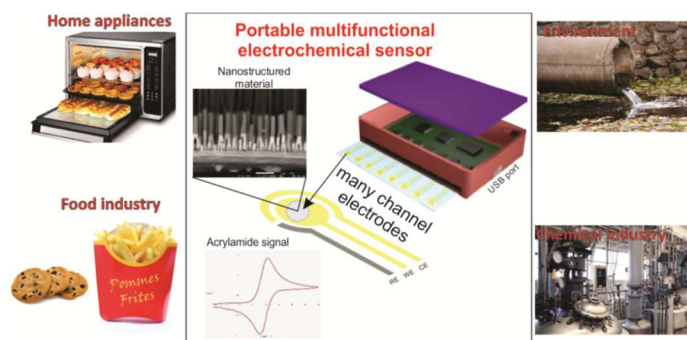 Home appliances
Food industry
Pommes
Frites
Portable multifunctional
electrochemical sensor
Nanostructured
material
USB port
many channel
electrodes
Acrylamide signal
RE WE CE
Environment
Chemical industry